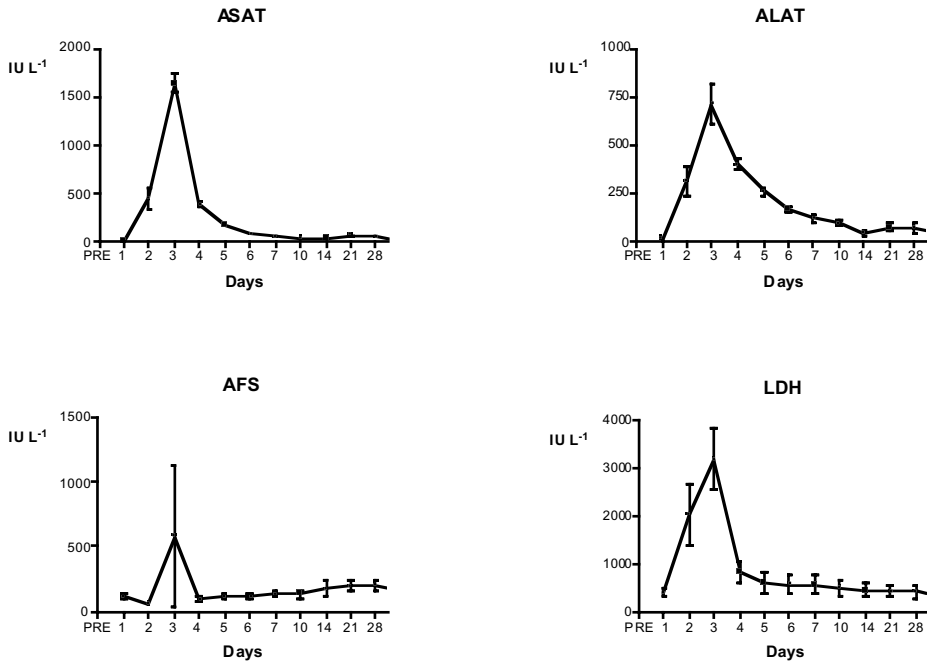 ASAT
IU L-1
2000
1500
1000
500
0
PRE 1 2 3 4 5 6 7 10 14 21 28
Days
ALAT
IU L-1
1000
750
500
250
0
PRE 1 2 3 4 5 6 7 10 14 21 28
Days
AFS
IU L-1
1500
1000
500
0
PRE 1 2 3 4 5 6 7 10 14 21 28
Days
LDH
IU L-1
4000
3000
2000
1000
0
PRE 1 2 3 4 5 6 7 10 14 21 28
Days